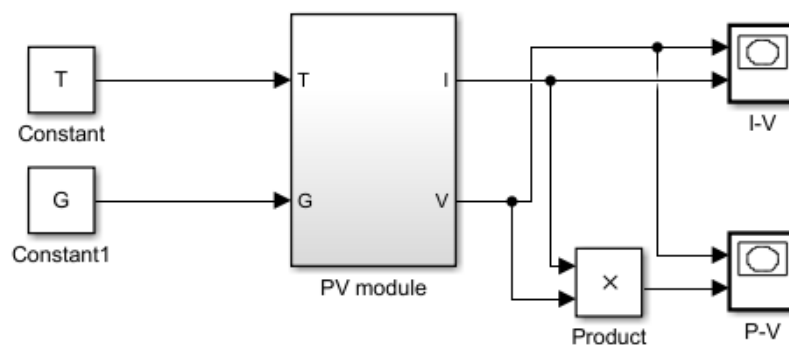 T
Constant
G
Constant1
T
G
I
V
PV module
×
Product
I-V
P-V